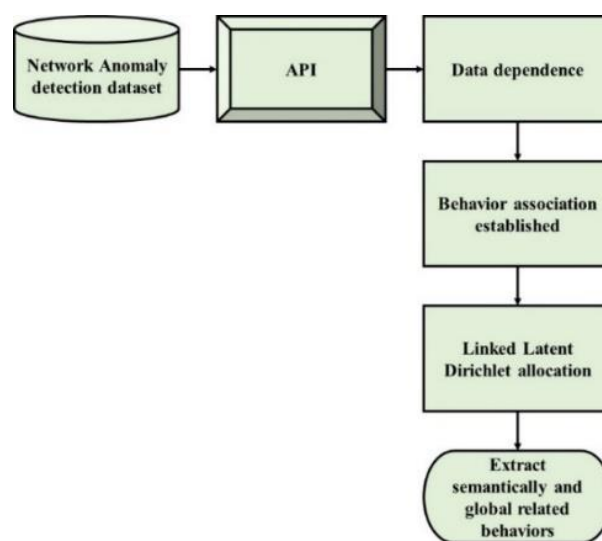 Network Anomaly
detection dataset
API
Data dependence
Behavior association
established
Linked Latent
Dirichlet allocation
Extract
semantically and
global related
behaviors